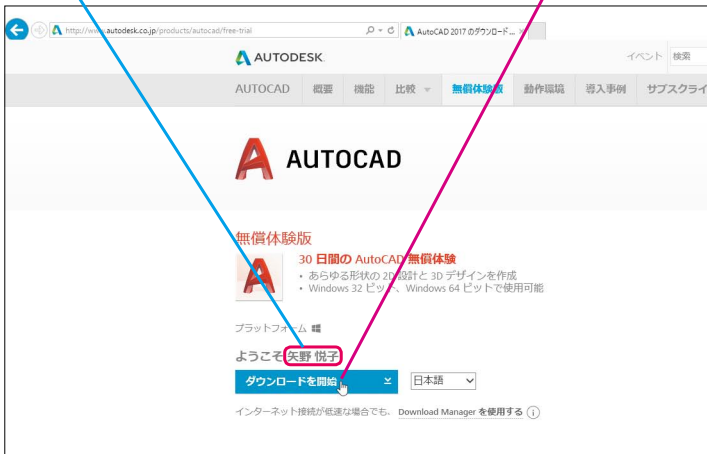 http://www.autodesk.co.jp/products/autocad/free-trial
AutoCAD 2017 のダウンロード...
AUTODESK.
イベント 検索
AUTOCAD 概要 機能 比較 無償体験版 動作環境 導入事例 サブスクライ
AUTOCAD
無償体験版
30 日間の AutoCAD 無償体験
・あらゆる形状の 2D 設計と 3D デザインを作成
・Windows 32 ビット、Windows 64 ビットで使用可能
プラットフォーム
ようこそ 矢野 悦子
ダウンロードを開始 日本語
インターネット接続が低速な場合でも、 Download Manager を使用する i